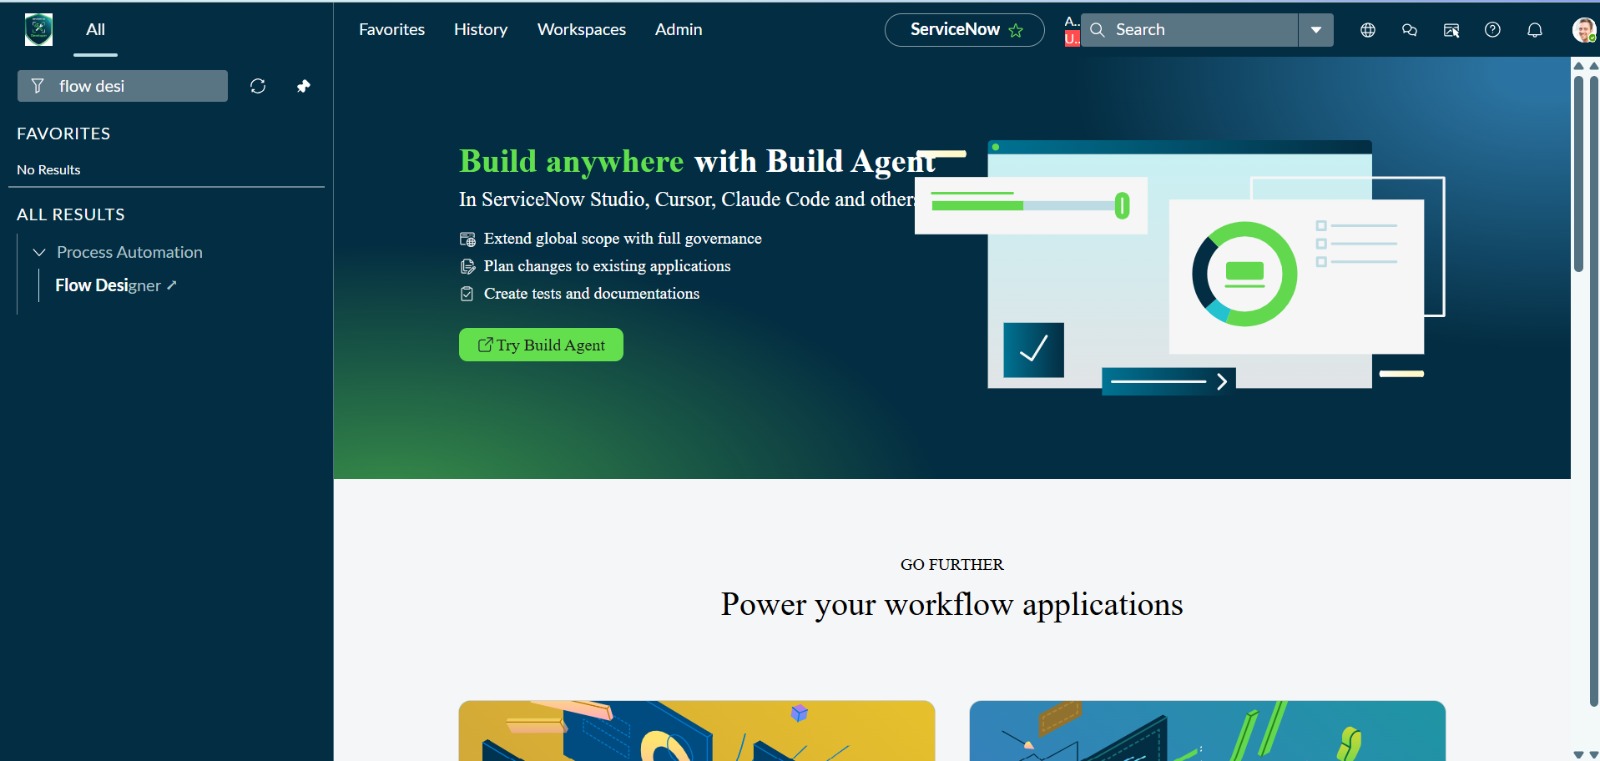 All
Favorites
History
Workspaces
Admin
ServiceNow
A..
U..
Search
flow desi
FAVORITES
No Results
ALL RESULTS
Process Automation
Flow Designer
Build anywhere with Build Agent
In ServiceNow Studio, Cursor, Claude Code and others
Extend global scope with full governance
Plan changes to existing applications
Create tests and documentations
Try Build Agent
GO FURTHER
Power your workflow applications